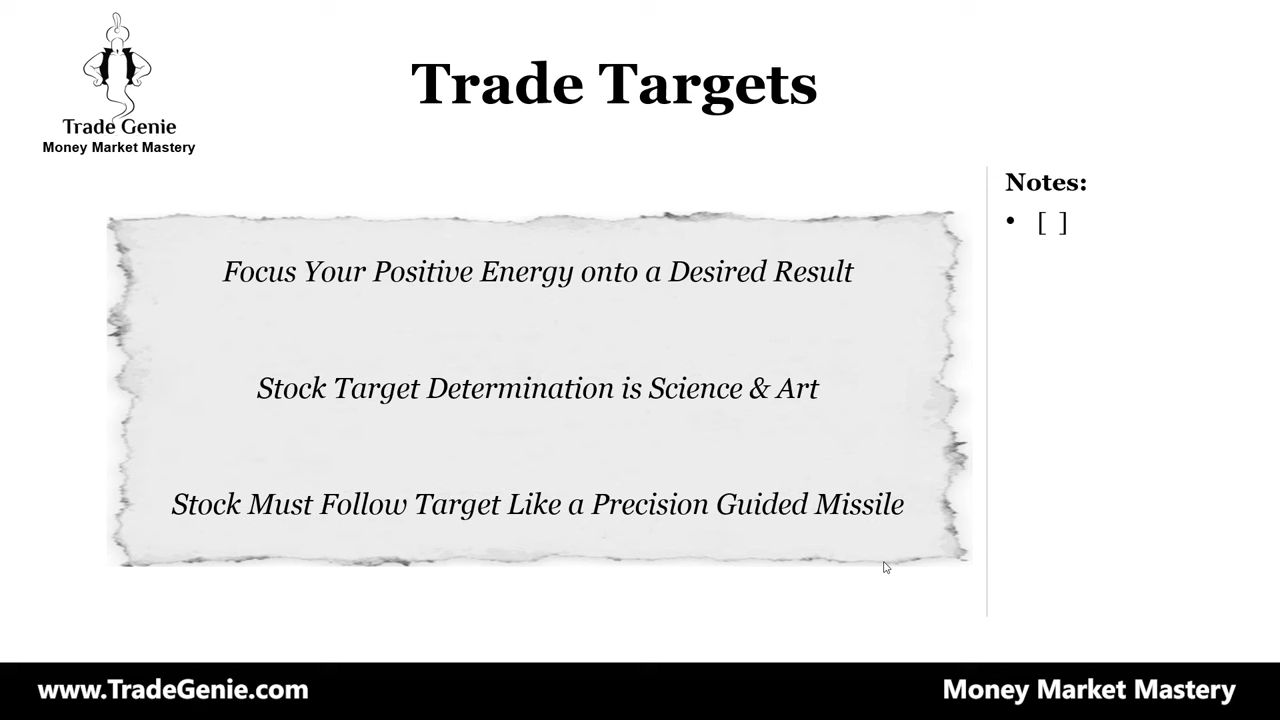 Trade Genie
Money Market Mastery
Trade Targets
Focus Your Positive Energy onto a Desired Result
Stock Target Determination is Science & Art
Stock Must Follow Target Like a Precision Guided Missile
Notes:
• [ ]
www.TradeGenie.com
Money Market Mastery